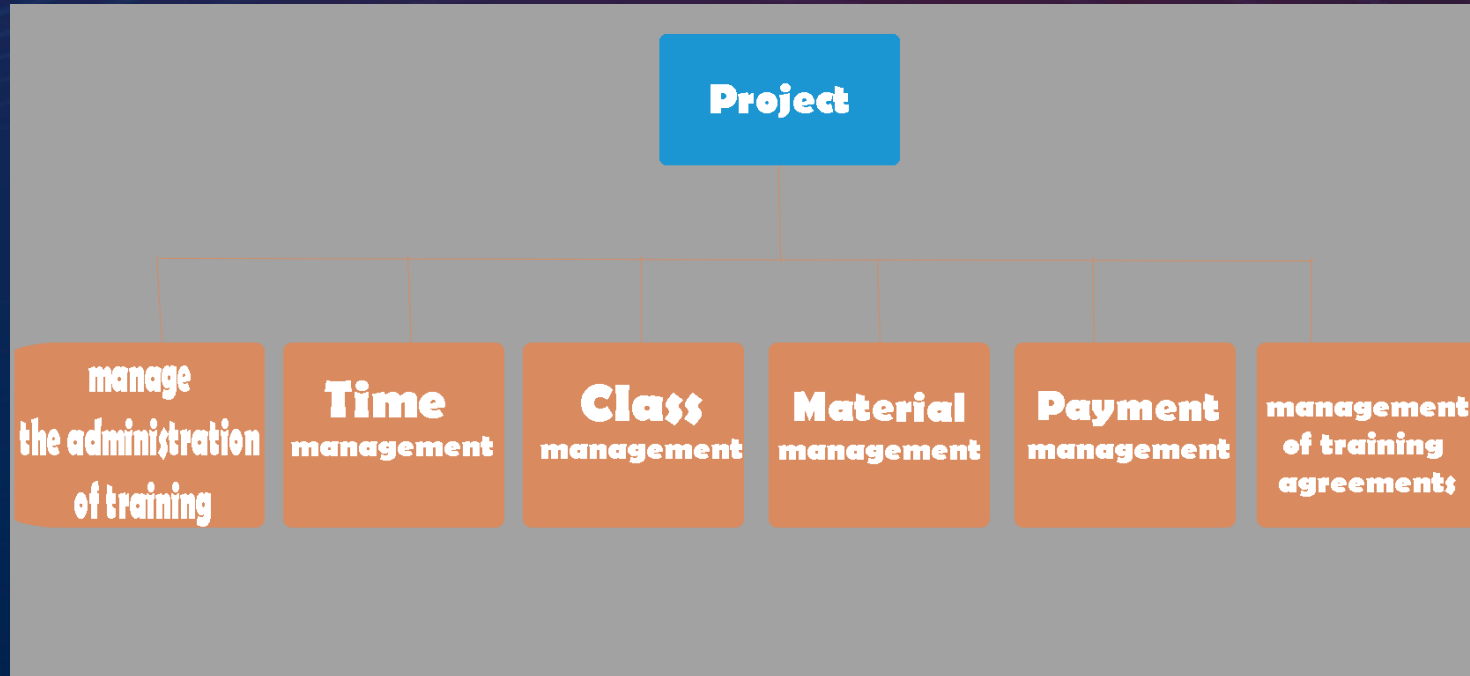 Project
manage
the administration
of training
Time
management
Class
management
Material
management
Payment
management
management
of training
agreements